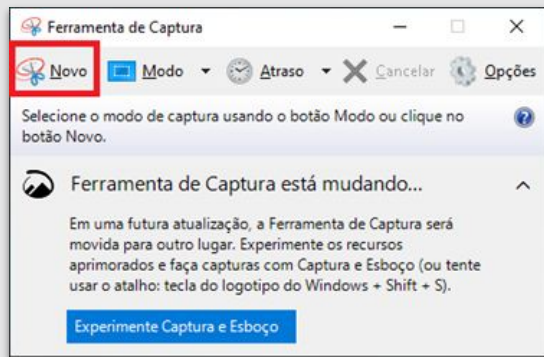 Ferramenta de Captura
Novo Modo Atraso Cancelar Opções
Selecione o modo de captura usando o botão Modo ou clique no
botão Novo.
Ferramenta de Captura está mudando...
Em uma futura atualização, a Ferramenta de Captura será
movida para outro lugar. Experimente os recursos
aprimorados e faça capturas com Captura e Esboço (ou tente
usar o atalho: tecla do logotipo do Windows + Shift + S).
Experimente Captura e Esboço